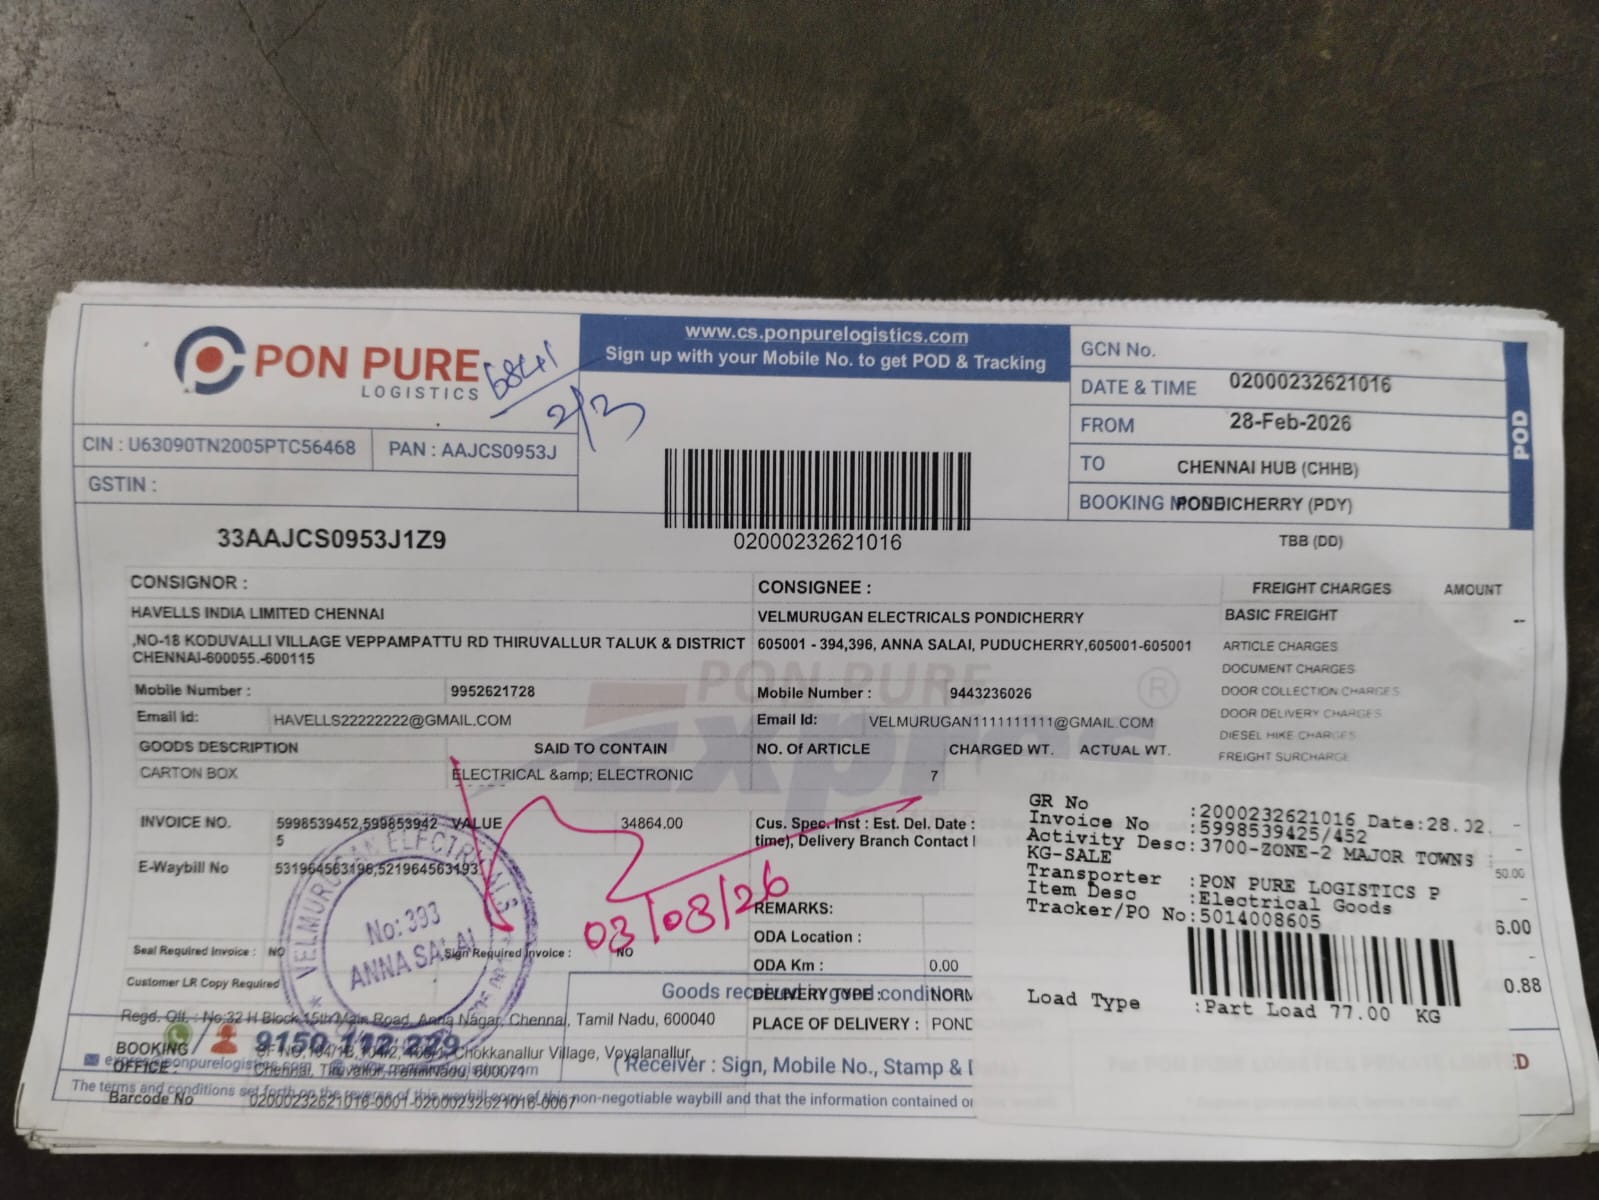 PON PURE
LOGISTICS
6841
2/3
www.cs.ponpurelogistics.com
Sign up with your Mobile No. to get POD & Tracking
GCN No.
DATE & TIME 02000232621016
FROM 28-Feb-2026
TO CHENNAI HUB (CHHB)
BOOKING PONDICHERRY (PDY)
TBB (DD)
POD
CIN : U63090TN2005PTC56468 PAN : AAJCS0953J
GSTIN :
33AAJCS0953J1Z9
02000232621016
CONSIGNOR :
HAVELLS INDIA LIMITED CHENNAI
,NO-18 KODUVALLI VILLAGE VEPPAMPATTU RD THIRUVALLUR TALUK & DISTRICT
CHENNAI-600055.-600115
Mobile Number : 9952621728
Email Id: HAVELLS22222222@GMAIL.COM
CONSIGNEE :
VELMURUGAN ELECTRICALS PONDICHERRY
605001 - 394,396, ANNA SALAI, PUDUCHERRY,605001-605001
Mobile Number : 9443236026
Email Id: VELMURUGAN1111111111@GMAIL.COM
FREIGHT CHARGES AMOUNT
BASIC FREIGHT --
ARTICLE CHARGES
DOCUMENT CHARGES
DOOR COLLECTION CHARGES
DOOR DELIVERY CHARGES
DIESEL HIKE CHARGES
FREIGHT SURCHARGE
PON PURE
Expres
®
GOODS DESCRIPTION SAID TO CONTAIN NO. Of ARTICLE CHARGED WT. ACTUAL WT.
CARTON BOX ELECTRICAL &amp; ELECTRONIC 7
INVOICE NO. 5998539452,599853942 VALUE 34864.00
5
E-Waybill No 531964563196,521964563193
Cus. Spec. Inst : Est. Del. Date :
time), Delivery Branch Contact
REMARKS:
ODA Location :
ODA Km : 0.00
DELIVERY TYPE : NORM
PLACE OF DELIVERY : POND
Seal Required Invoice : NO Sign Required Invoice : NO
Customer LR Copy Required
VELMURUGAN ELECTRICALS
No: 393
ANNA SALAI
03/08/26
Goods received in good condition
Regd. Off. : No:32 H Block 15th Main Road, Anna Nagar, Chennai, Tamil Nadu, 600040
9150 112 229
BOOKING
OFFICE : Chokkanallur Village, Voyalanallur,
(Receiver : Sign, Mobile No., Stamp &
The terms and conditions set forth on the reverse of this waybill copy of this non-negotiable waybill and that the information contained
Barcode No 02000232621016-0001-02000232621016-0007
GR No :2000232621016 Date:28.02.
Invoice No :5998539425/452
Activity Desc:3700-ZONE-2 MAJOR TOWNS
KG-SALE
Transporter :PON PURE LOGISTICS P
Item Desc :Electrical Goods
Tracker/PO No:5014008605
Load Type :Part Load 77.00 KG
50.00
6.00
0.88